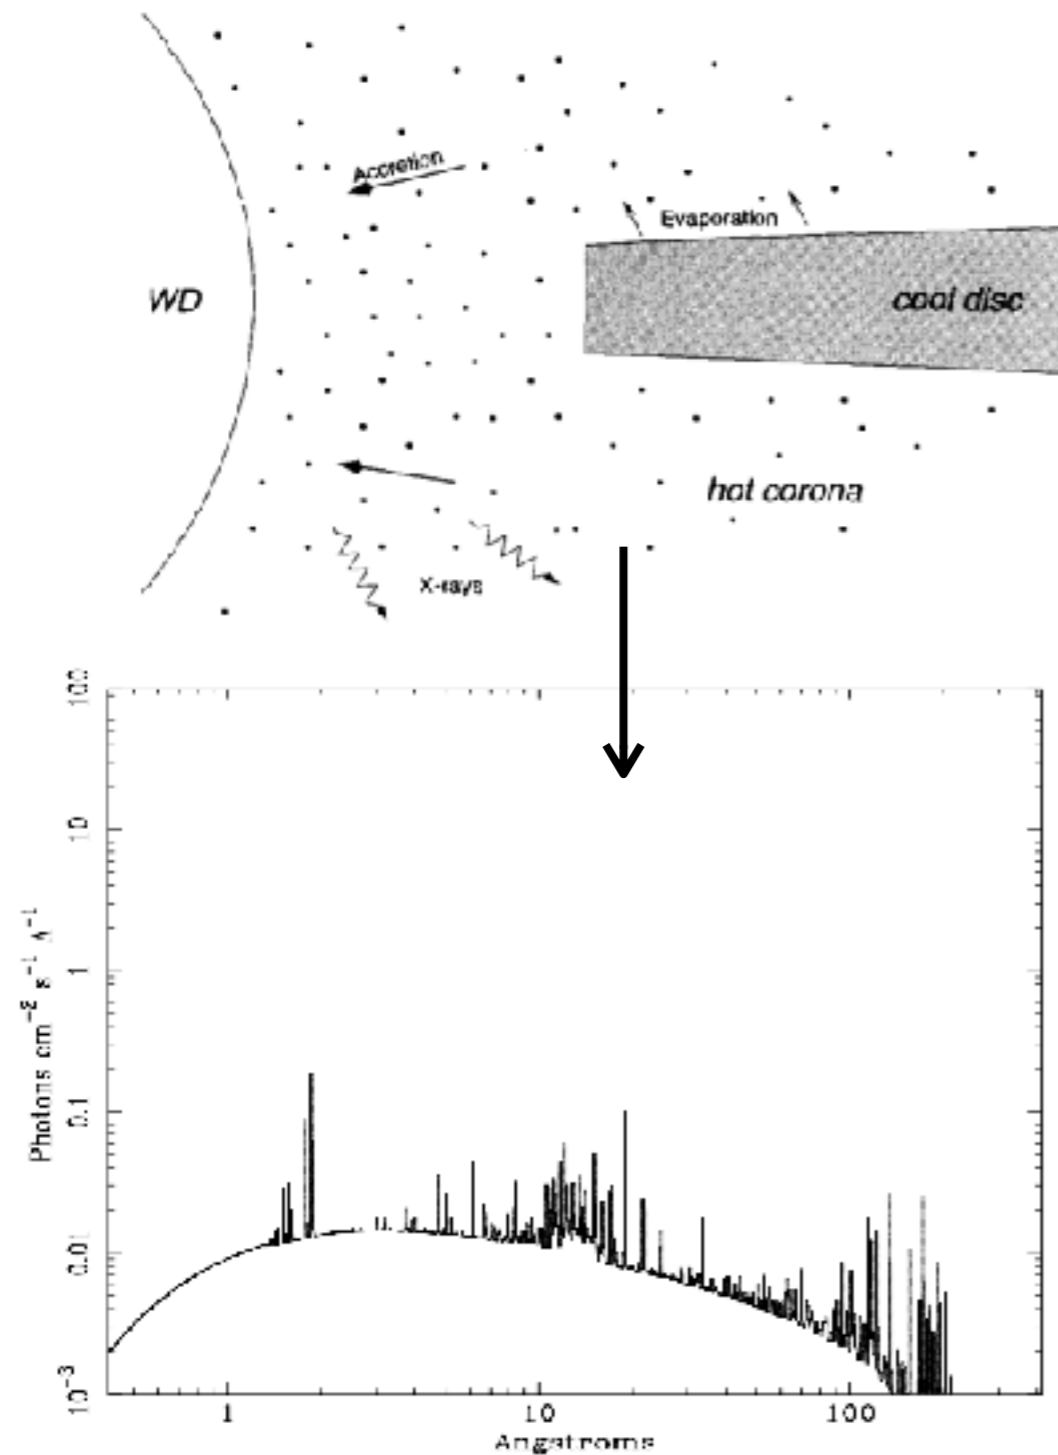 Accretion
Evaporation
WD
cool disc
hot corona
X-rays
100
10
1
0.1
0.01
10⁻³
Photons cm⁻² s⁻¹ Å⁻¹
1
10
100
Angstroms